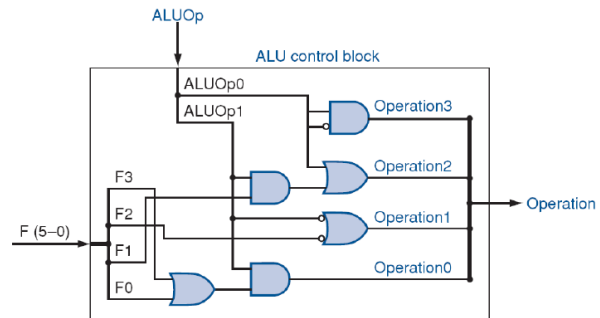 ALUOp
ALU control block
ALUOp0
ALUOp1
Operation3
F3
Operation2
F2
Operation1
Operation
F (5–0)
F1
F0
Operation0